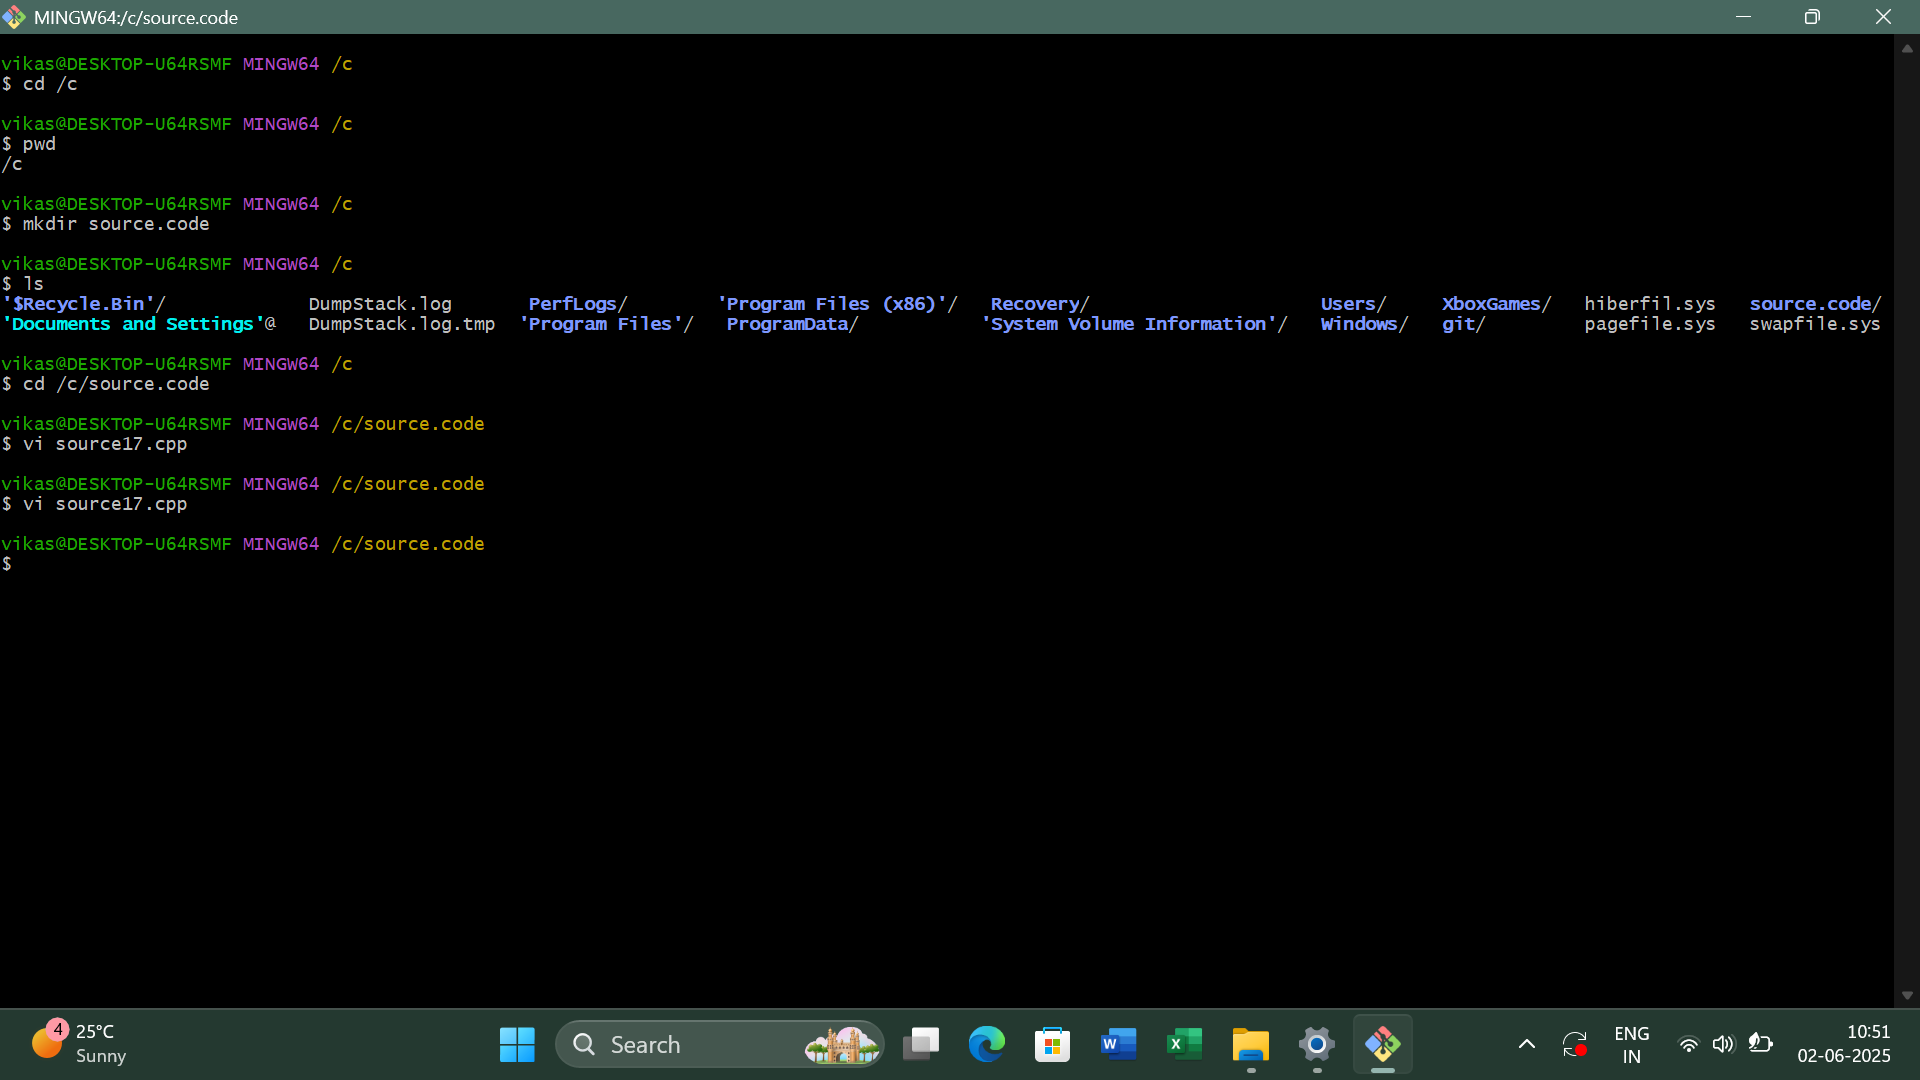 MINGW64:/c/source.code
vikas@DESKTOP-U64RSMF MINGW64 /c
$ cd /c
vikas@DESKTOP-U64RSMF MINGW64 /c
$ pwd
/c
vikas@DESKTOP-U64RSMF MINGW64 /c
$ mkdir source.code
vikas@DESKTOP-U64RSMF MINGW64 /c
$ ls
'$Recycle.Bin'/ DumpStack.log PerfLogs/ 'Program Files (x86)'/ Recovery/ Users/ XboxGames/ hiberfil.sys source.code/
'Documents and Settings'@ DumpStack.log.tmp 'Program Files'/ ProgramData/ 'System Volume Information'/ Windows/ git/ pagefile.sys swapfile.sys
vikas@DESKTOP-U64RSMF MINGW64 /c
$ cd /c/source.code
vikas@DESKTOP-U64RSMF MINGW64 /c/source.code
$ vi source17.cpp
vikas@DESKTOP-U64RSMF MINGW64 /c/source.code
$ vi source17.cpp
vikas@DESKTOP-U64RSMF MINGW64 /c/source.code
$
4 25°C
Sunny
Search
W
X
ENG
IN
10:51
02-06-2025